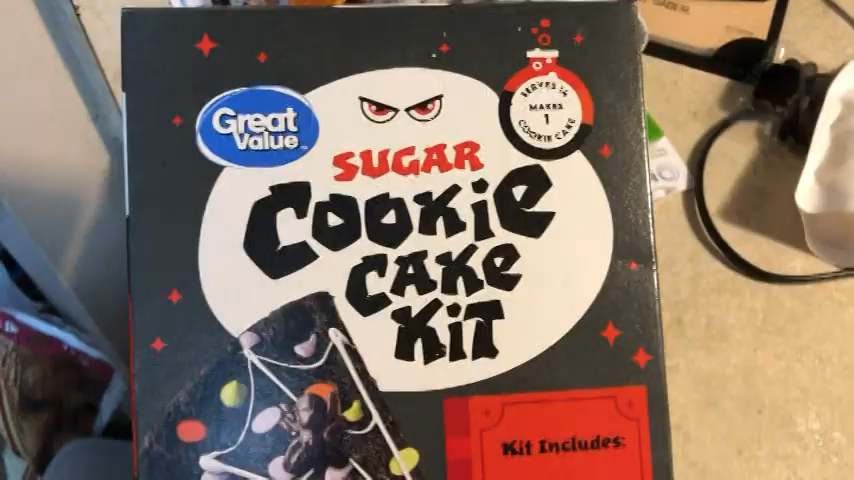 Great
Value
SERVES 14
MAKES
1
COOKIE CAKE
SUGAR
COOKiE
CAKE
KiT
Kit Includes: